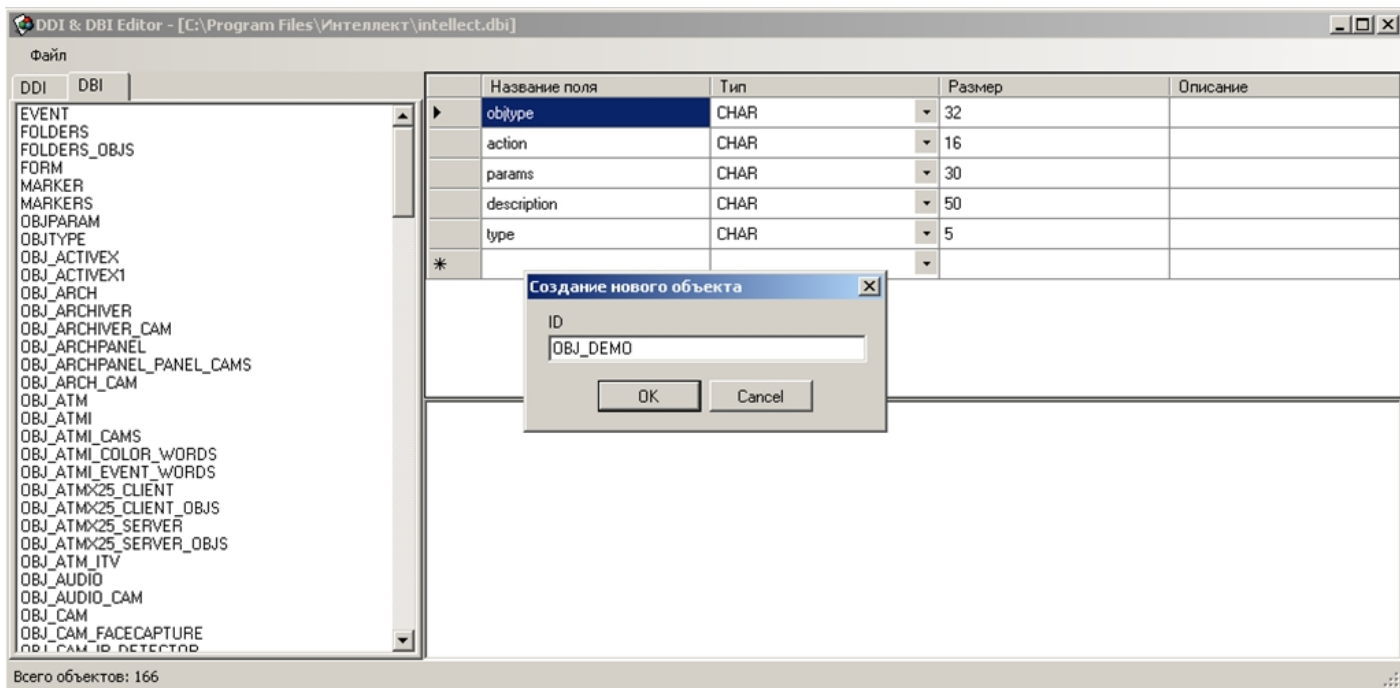 DDI & DBI Editor - [C:\Program Files\Интеллект\intellect.dbi]
Файл
DDI DBI
EVENT
FOLDERS
FOLDERS_OBJS
FORM
MARKER
MARKERS
OBJPARAM
OBJTYPE
OBJ_ACTIVEX
OBJ_ACTIVEX1
OBJ_ARCH
OBJ_ARCHIVER
OBJ_ARCHIVER_CAM
OBJ_ARCHPANEL
OBJ_ARCHPANEL_PANEL_CAMS
OBJ_ARCH_CAM
OBJ_ATM
OBJ_ATMI
OBJ_ATMI_CAMS
OBJ_ATMI_COLOR_WORDS
OBJ_ATMI_EVENT_WORDS
OBJ_ATMX25_CLIENT
OBJ_ATMX25_CLIENT_OBJS
OBJ_ATMX25_SERVER
OBJ_ATMX25_SERVER_OBJS
OBJ_ATM_ITV
OBJ_AUDIO
OBJ_AUDIO_CAM
OBJ_CAM
OBJ_CAM_FACECAPTURE
OBJ_CAM_IR_DETECTOR
Название поля Тип Размер Описание
objtype CHAR 32
action CHAR 16
params CHAR 30
description CHAR 50
type CHAR 5
Создание нового объекта
ID
OBJ_DEMO
OK Cancel
Всего объектов: 166